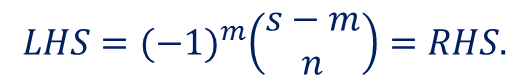 $LHS = (-1)^m \binom{s-m}{n} = RHS.$